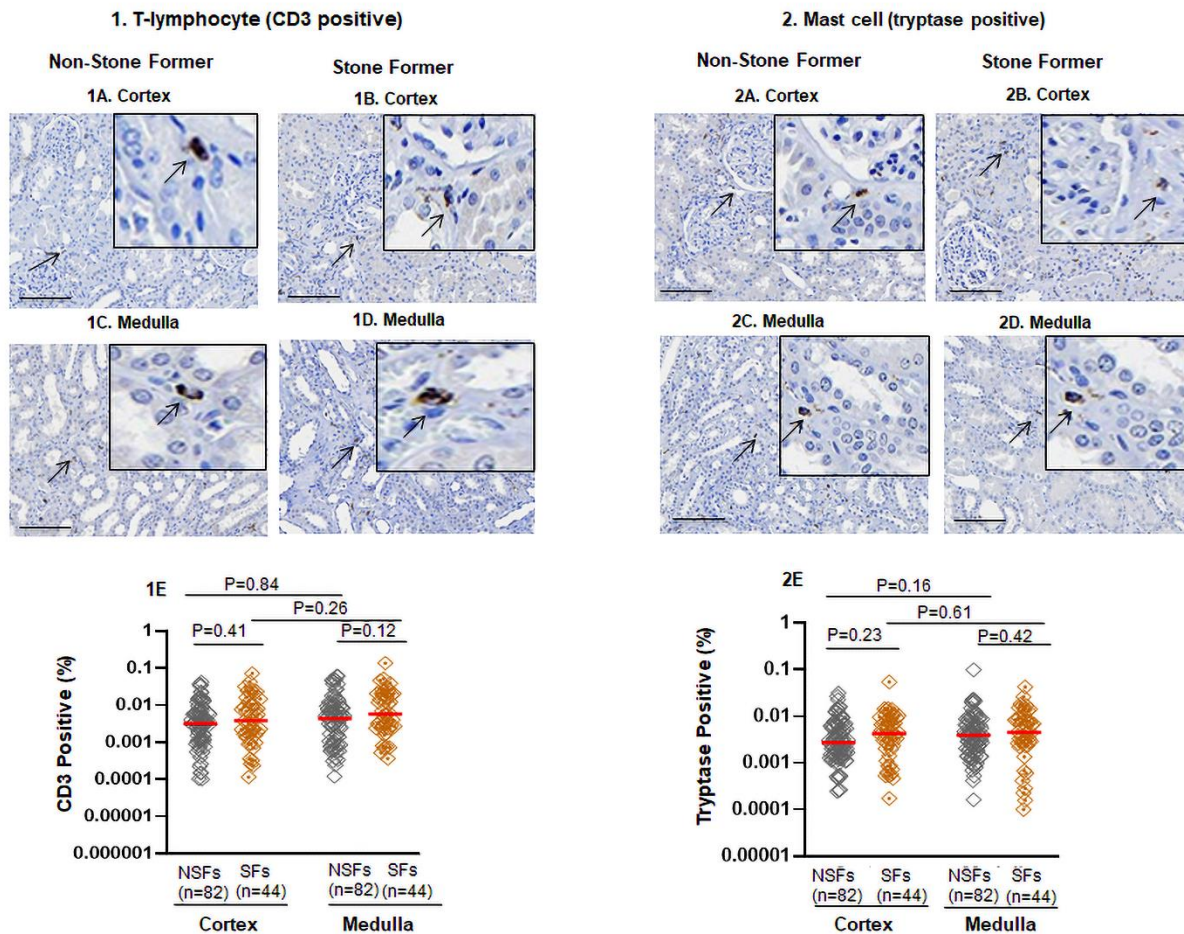 1. T-lymphocyte (CD3 positive)
Non-Stone Former
Stone Former
1A. Cortex
1B. Cortex
1C. Medulla
1D. Medulla
1E
P=0.84
P=0.26
P=0.41
P=0.12
CD3 Positive (%)
1
0.1
0.01
0.001
0.0001
0.00001
0.000001
NSFs
(n=82)
SFs
(n=44)
NSFs
(n=82)
SFs
(n=44)
Cortex
Medulla
2. Mast cell (tryptase positive)
Non-Stone Former
Stone Former
2A. Cortex
2B. Cortex
2C. Medulla
2D. Medulla
2E
P=0.16
P=0.61
P=0.23
P=0.42
Tryptase Positive (%)
1
0.1
0.01
0.001
0.0001
0.00001
NSFs
(n=82)
SFs
(n=44)
NSFs
(n=82)
SFs
(n=44)
Cortex
Medulla